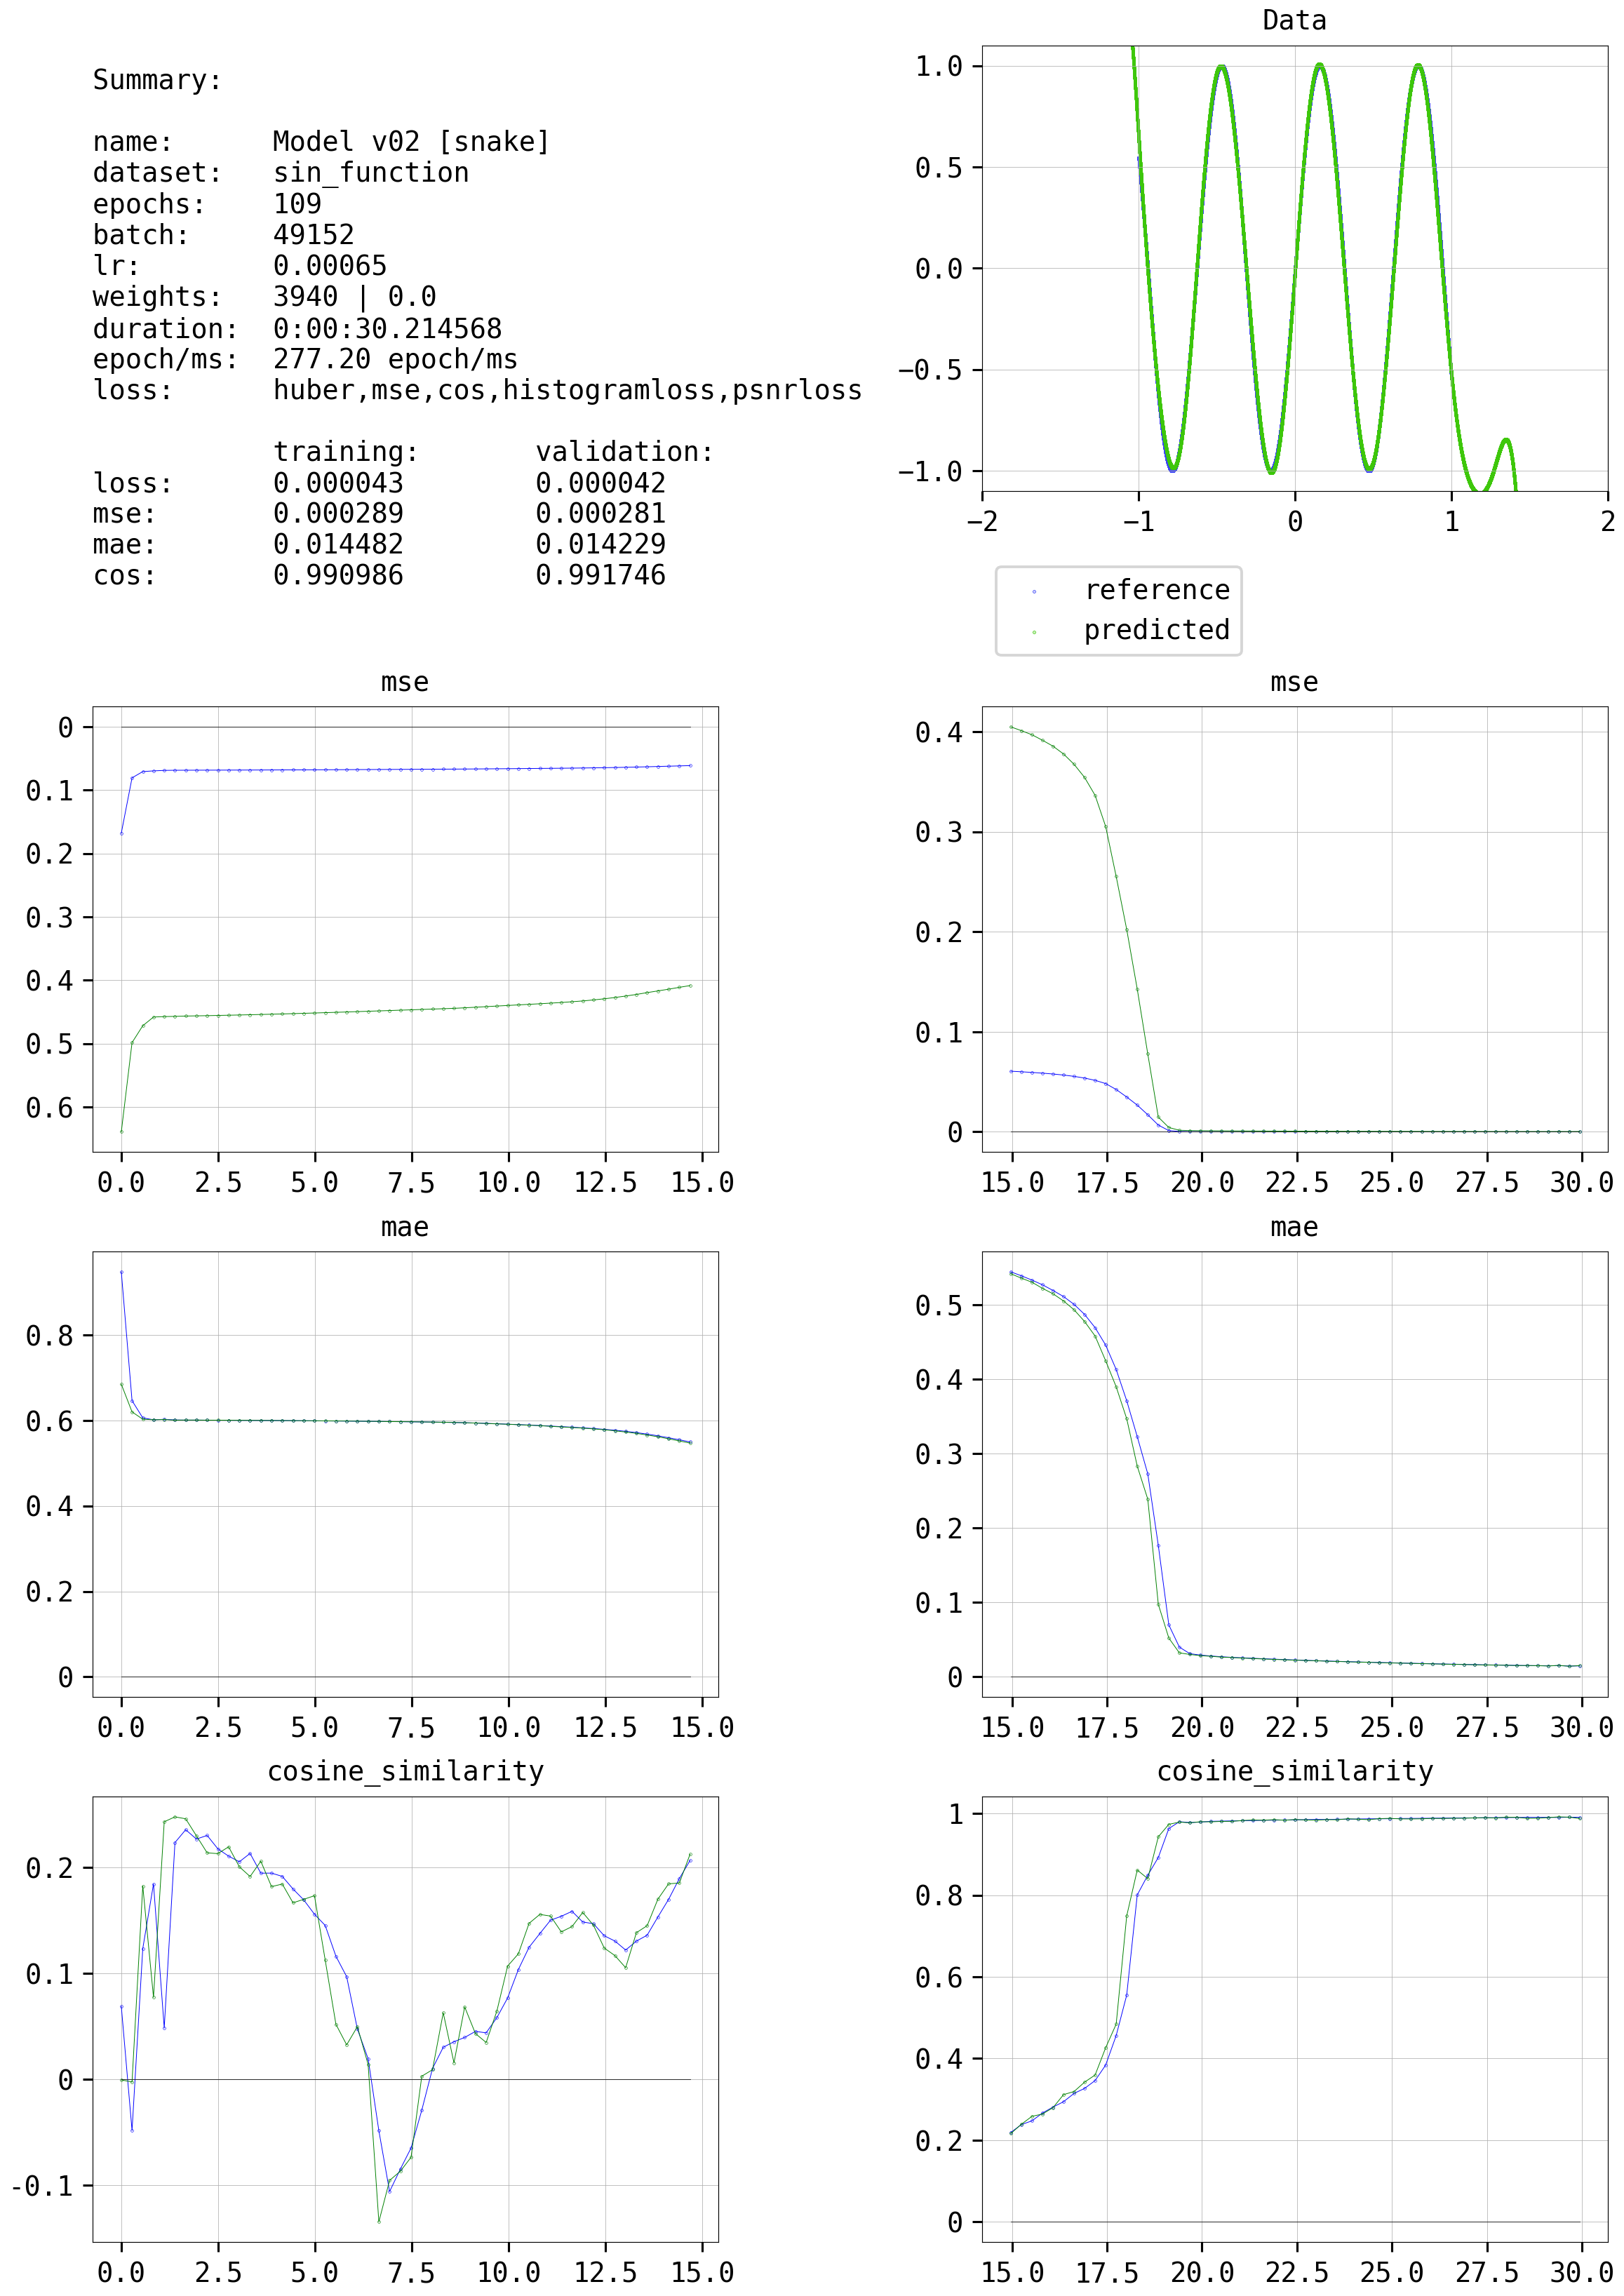 Data
Summary:
name: Model v02 [snake]
dataset: sin_function
epochs: 109
batch: 49152
lr: 0.00065
weights: 3940 | 0.0
duration: 0:00:30.214568
epoch/ms: 277.20 epoch/ms
loss: huber,mse,cos,histogramloss,psnrloss
training: validation:
loss: 0.000043 0.000042
mse: 0.000289 0.000281
mae: 0.014482 0.014229
cos: 0.990986 0.991746
1.0
0.5
0.0
−0.5
−1.0
−2 −1 0 1 2
reference
predicted
mse
0
0.1
0.2
0.3
0.4
0.5
0.6
0.0 2.5 5.0 7.5 10.0 12.5 15.0
mse
0.4
0.3
0.2
0.1
0
15.0 17.5 20.0 22.5 25.0 27.5 30.0
mae
0.8
0.6
0.4
0.2
0
0.0 2.5 5.0 7.5 10.0 12.5 15.0
mae
0.5
0.4
0.3
0.2
0.1
0
15.0 17.5 20.0 22.5 25.0 27.5 30.0
cosine_similarity
0.2
0.1
0
-0.1
0.0 2.5 5.0 7.5 10.0 12.5 15.0
cosine_similarity
1
0.8
0.6
0.4
0.2
0
15.0 17.5 20.0 22.5 25.0 27.5 30.0